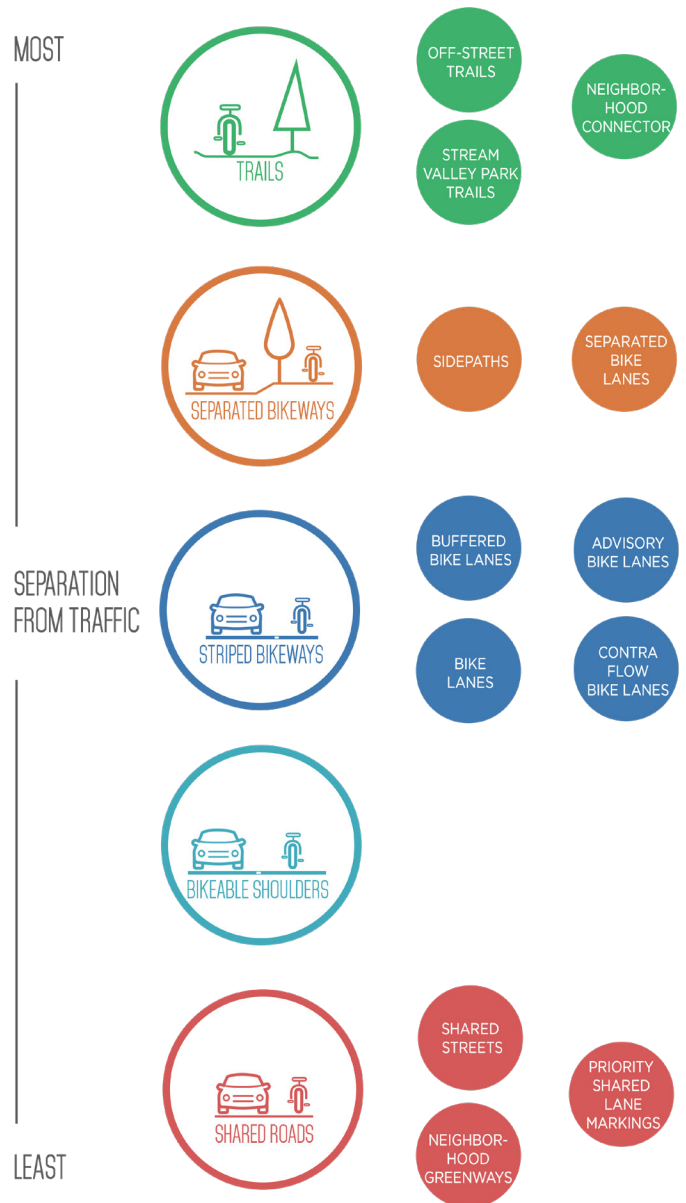 MOST
TRAILS
OFF-STREET
TRAILS
STREAM
VALLEY PARK
TRAILS
NEIGHBOR-
HOOD
CONNECTOR
SEPARATED BIKEWAYS
SIDEPATHS
SEPARATED
BIKE
LANES
SEPARATION
FROM TRAFFIC
STRIPED BIKEWAYS
BUFFERED
BIKE LANES
ADVISORY
BIKE LANES
BIKE
LANES
CONTRA
FLOW
BIKE LANES
BIKEABLE SHOULDERS
SHARED ROADS
SHARED
STREETS
NEIGHBOR-
HOOD
GREENWAYS
PRIORITY
SHARED
LANE
MARKINGS
LEAST